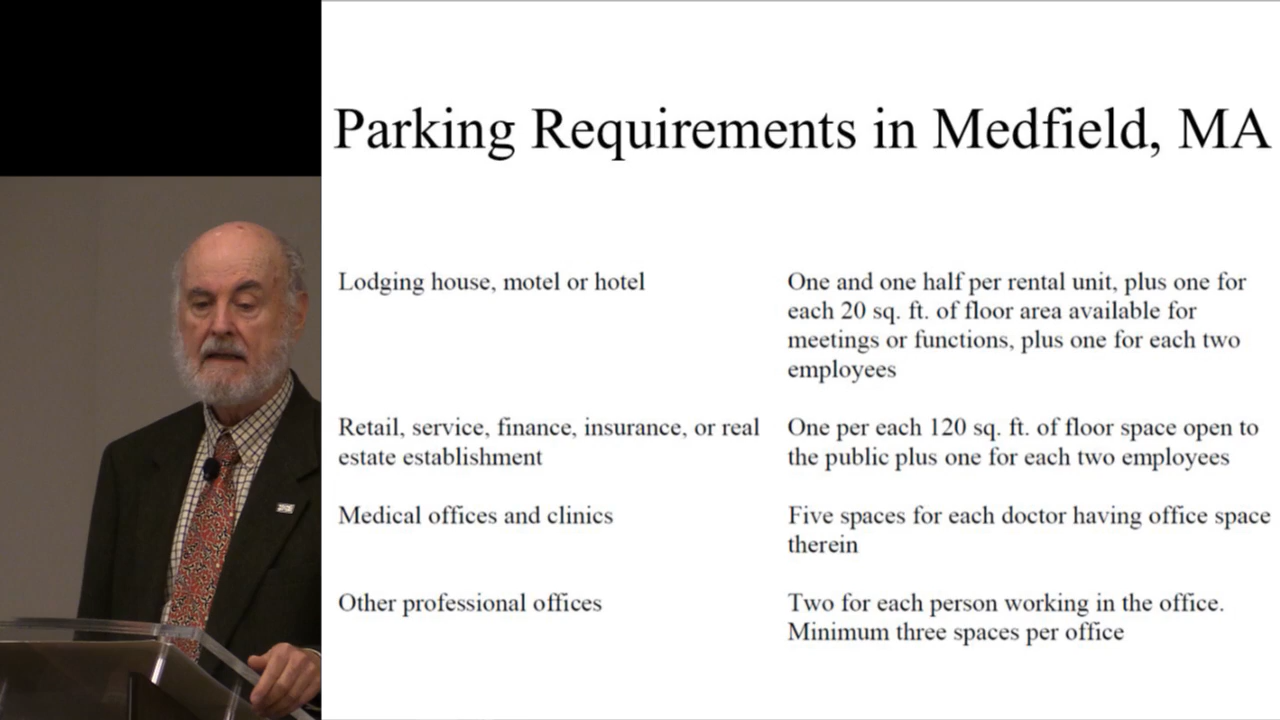 Parking Requirements in Medfield, MA
Lodging house, motel or hotel
One and one half per rental unit, plus one for
each 20 sq. ft. of floor area available for
meetings or functions, plus one for each two
employees
Retail, service, finance, insurance, or real
estate establishment
One per each 120 sq. ft. of floor space open to
the public plus one for each two employees
Medical offices and clinics
Five spaces for each doctor having office space
therein
Other professional offices
Two for each person working in the office.
Minimum three spaces per office